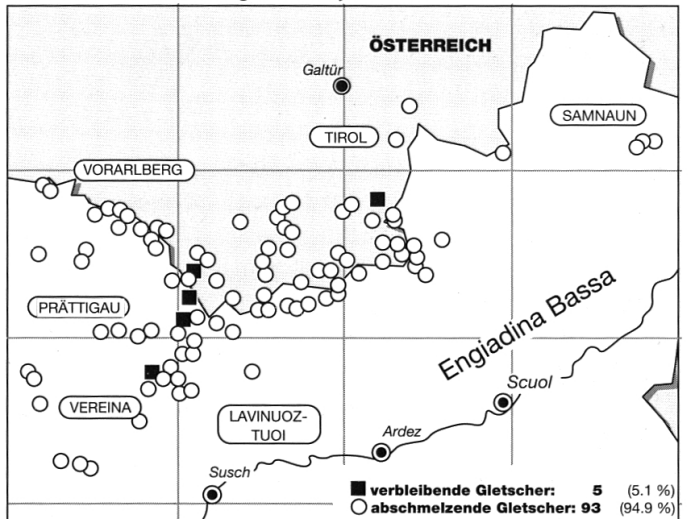 ÖSTERREICH
Galtür
SAMNAUN
TIROL
VORARLBERG
PRÄTTIGAU
Engiadina Bassa
Scuol
VEREINA
LAVINUOZ-
TUOI
Ardez
Susch
verbleibende Gletscher: 5 (5.1 %)
abschmelzende Gletscher: 93 (94.9 %)